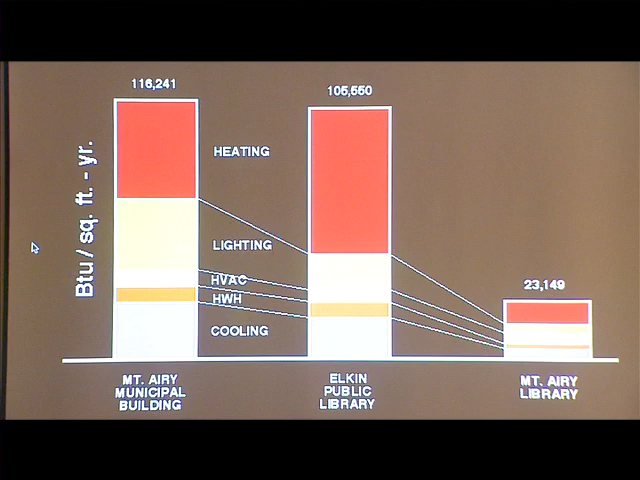 116,241
105,550
23,149
Btu / sq. ft. - yr.
HEATING
LIGHTING
HVAC
HWH
COOLING
MT. AIRY
MUNICIPAL
BUILDING
ELKIN
PUBLIC
LIBRARY
MT. AIRY
LIBRARY